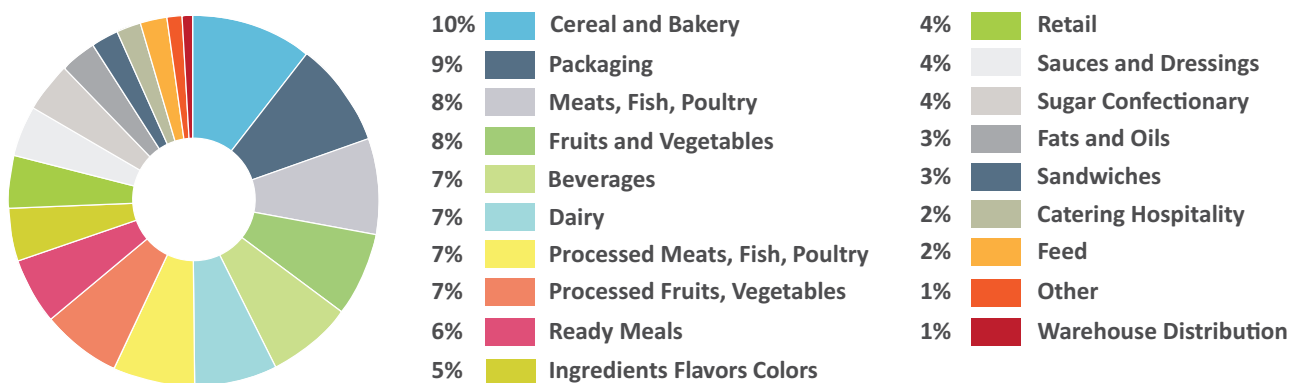 10% Cereal and Bakery
9% Packaging
8% Meats, Fish, Poultry
8% Fruits and Vegetables
7% Beverages
7% Dairy
7% Processed Meats, Fish, Poultry
7% Processed Fruits, Vegetables
6% Ready Meals
5% Ingredients Flavors Colors
4% Retail
4% Sauces and Dressings
4% Sugar Confectionary
3% Fats and Oils
3% Sandwiches
2% Catering Hospitality
2% Feed
1% Other
1% Warehouse Distribution